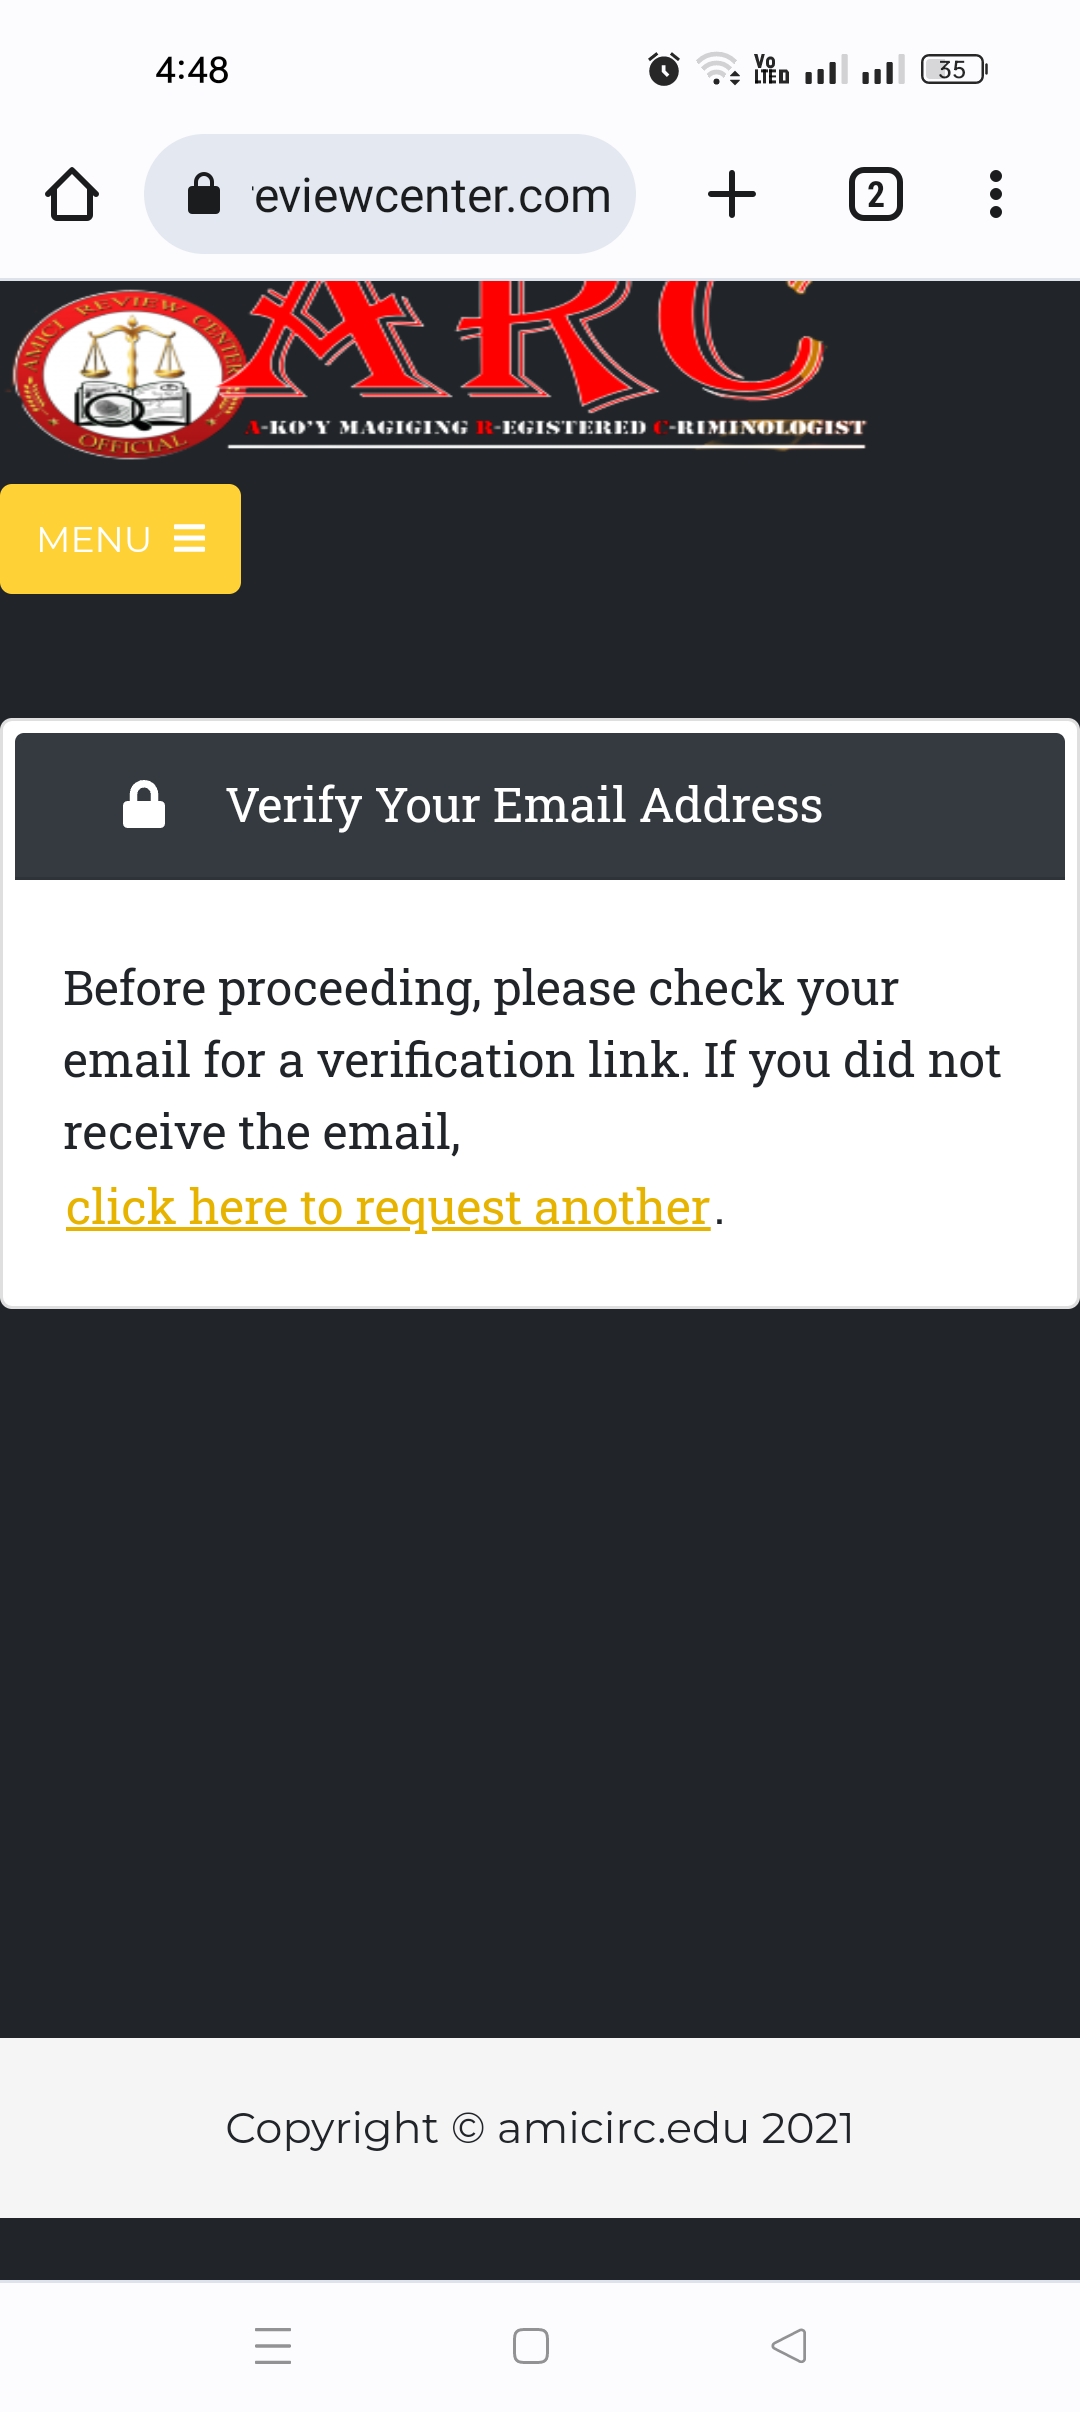 4:48
Vo
LTED
35
eviewcenter.com
2
ARC
AMICI REVIEW CENTER
OFFICIAL
A-KO'Y MAGIGING R-EGISTERED C-RIMINOLOGIST
MENU
Verify Your Email Address
Before proceeding, please check your
email for a verification link. If you did not
receive the email,
click here to request another.
Copyright © amicirc.edu 2021